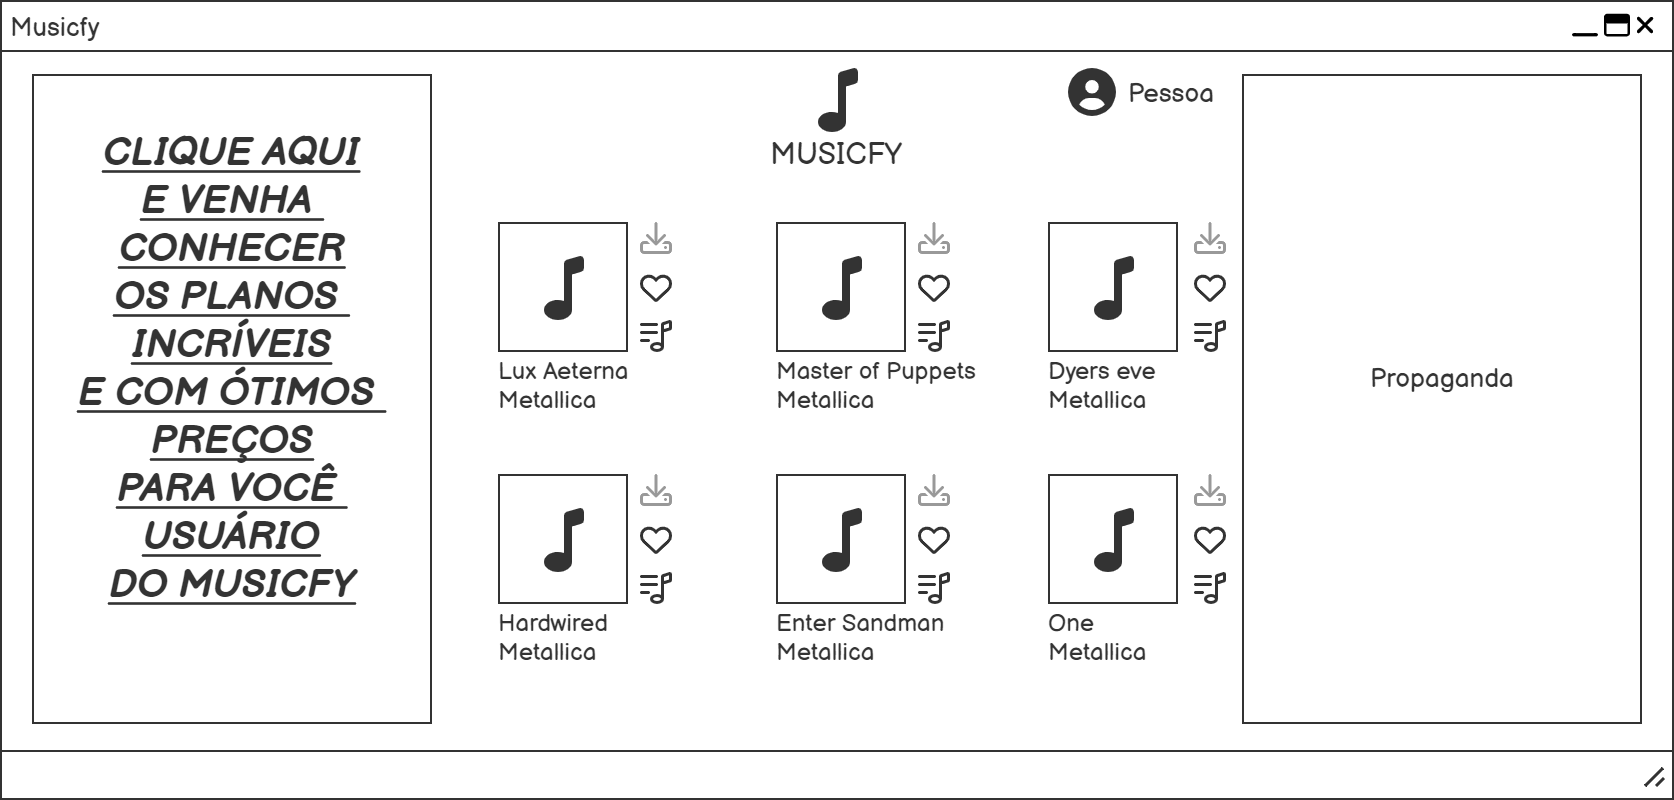 Musicfy
CLIQUE AQUI
E VENHA
CONHECER
OS PLANOS
INCRÍVEIS
E COM ÓTIMOS
PREÇOS
PARA VOCÊ
USUÁRIO
DO MUSICFY
MUSICFY
Pessoa
Lux Aeterna
Metallica
Master of Puppets
Metallica
Dyers eve
Metallica
Hardwired
Metallica
Enter Sandman
Metallica
One
Metallica
Propaganda